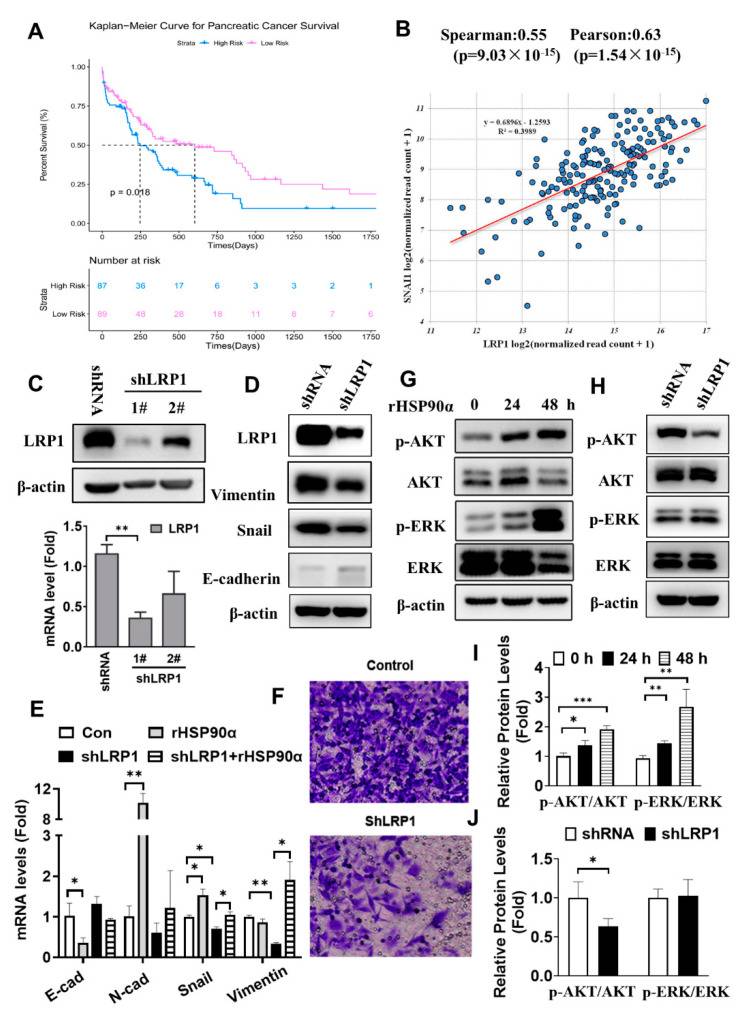 A
Kaplan−Meier Curve for Pancreatic Cancer Survival
Strata High Risk Low Risk
Percent Survival (%)
1.00
0.75
0.50
0.25
0.00
p = 0.018
0 250 500 750 1000 1250 1500 1750
Times(Days)
Number at risk
Strata
High Risk 87 36 17 6 3 3 2 1
Low Risk 89 48 28 18 11 8 7 6
0 250 500 750 1000 1250 1500 1750
Times(Days)
B
Spearman:0.55 Pearson:0.63
(p=9.03×10-15) (p=1.54×10-15)
y = 0.6896x - 1.2593
R² = 0.3989
SNAI1 log2(normalized read count + 1)
11
10
9
8
7
6
5
4
11 12 13 14 15 16 17
LRP1 log2(normalized read count + 1)
C
shRNA
shLRP1
1# 2#
LRP1
β-actin
mRNA level (Fold)
1.5
1.0
0.5
0.0
**
LRP1
shRNA
1# 2#
shLRP1
D
shRNA
shLRP1
LRP1
Vimentin
Snail
E-cadherin
β-actin
G
rHSP90α 0 24 48 h
p-AKT
AKT
p-ERK
ERK
β-actin
H
shRNA
shLRP1
p-AKT
AKT
p-ERK
ERK
β-actin
E
Con rHSP90α
shLRP1 shLRP1+rHSP90α
mRNA levels (Fold)
12
8
4
2
1
0
*
**
*
*
*
**
*
E-cad
N-cad
Snail
Vimentin
F
Control
ShLRP1
I
0 h 24 h 48 h
Relative Protein Levels
(Fold)
4
3
2
1
0
***
*
**
**
p-AKT/AKT p-ERK/ERK
J
shRNA shLRP1
Relative Protein Levels
(Fold)
1.5
1.0
0.5
0.0
*
p-AKT/AKT p-ERK/ERK